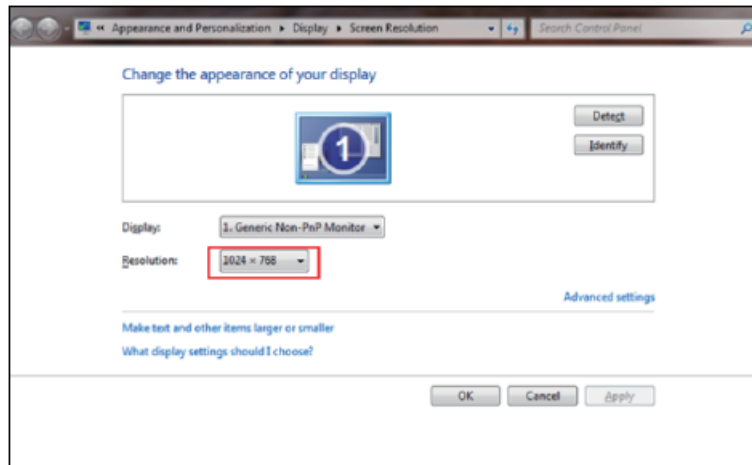 « Appearance and Personalization ▸ Display ▸ Screen Resolution Search Control Panel
Change the appearance of your display
1
Detect
Identify
Display: 1. Generic Non-PnP Monitor
Resolution: 1024 × 768
Advanced settings
Make text and other items larger or smaller
What display settings should I choose?
OK Cancel Apply